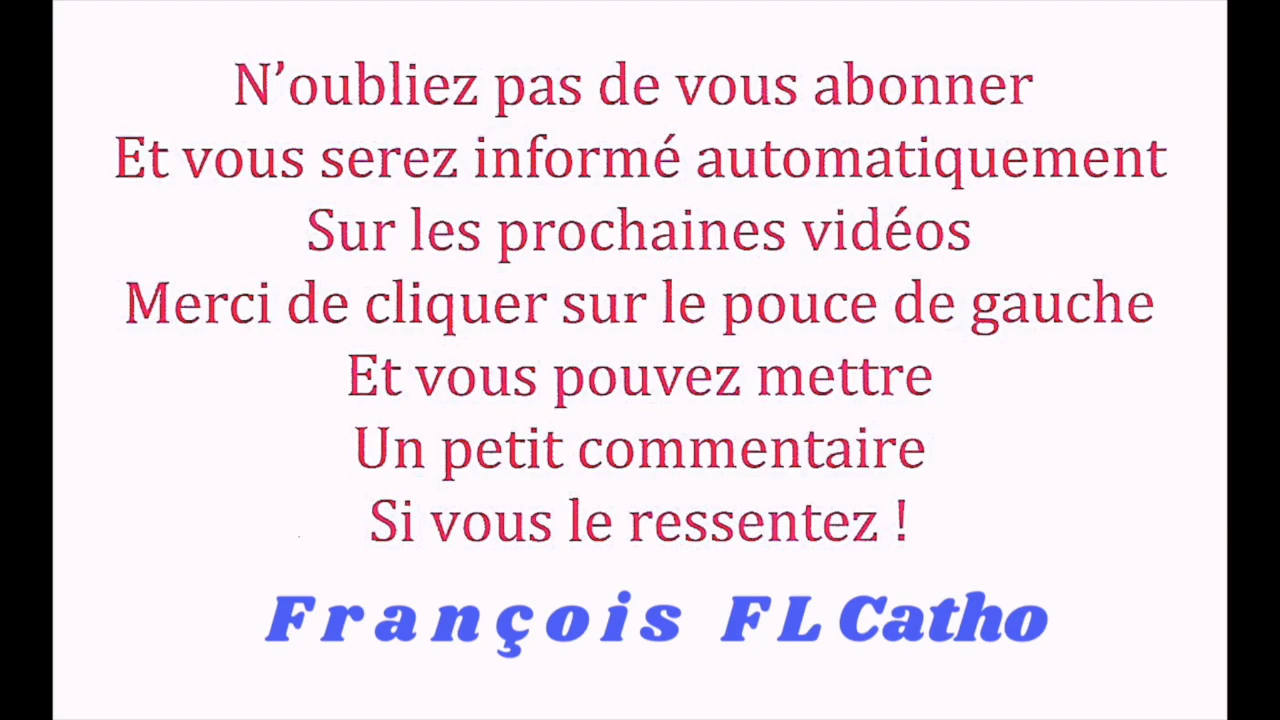 N’oubliez pas de vous abonner
Et vous serez informé automatiquement
Sur les prochaines vidéos
Merci de cliquer sur le pouce de gauche
Et vous pouvez mettre
Un petit commentaire
Si vous le ressentez !
François FLCatho